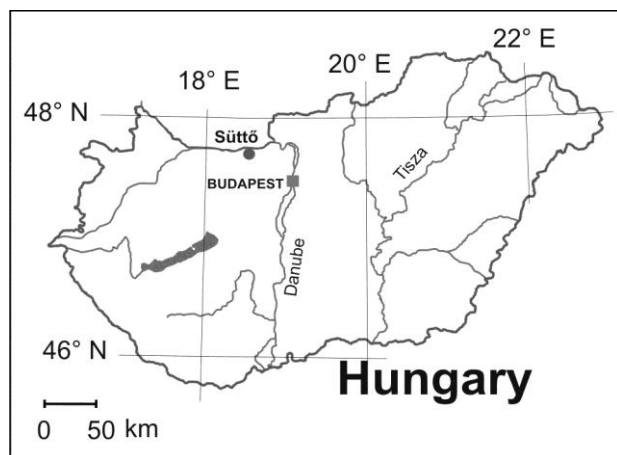 22° E
20° E
18° E
48° N
Süttő
Tisza
BUDAPEST
Danube
46° N
Hungary
0 50 km